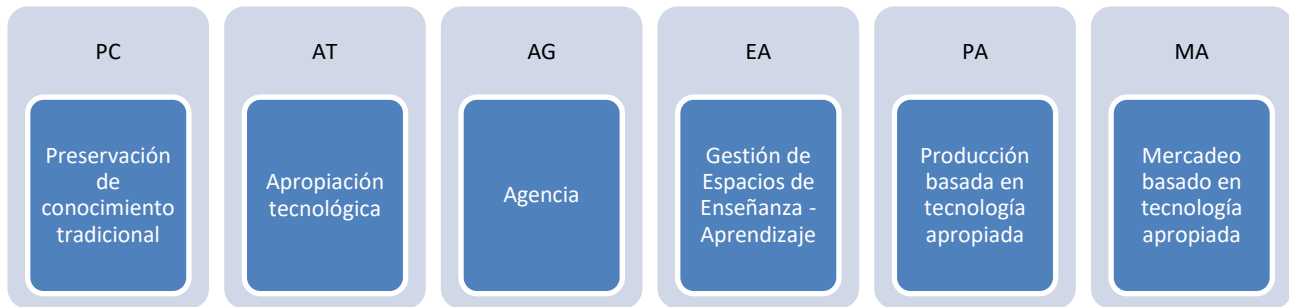 PC
Preservación
de
conocimiento
tradicional
AT
Apropiación
tecnológica
AG
Agencia
EA
Gestión de
Espacios de
Enseñanza -
Aprendizaje
PA
Producción
basada en
tecnología
apropiada
MA
Mercadeo
basado en
tecnología
apropiada